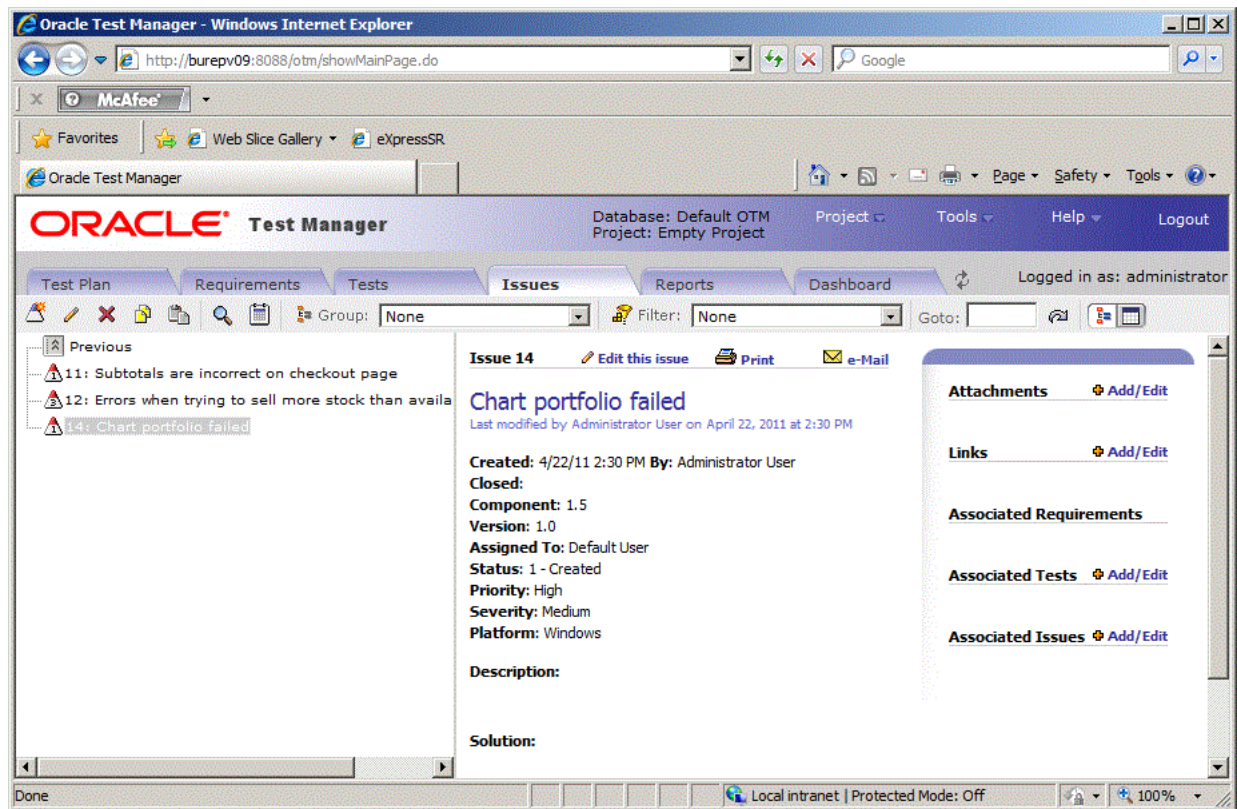 Oracle Test Manager - Windows Internet Explorer
http://burepv09:8088/otm/showMainPage.do
Google
McAfee
Favorites Web Slice Gallery eXpressSR
Oracle Test Manager Page Safety Tools
ORACLE Test Manager Database: Default OTM Project Tools Help Logout
Project: Empty Project
Test Plan Requirements Tests Issues Reports Dashboard Logged in as: administrator
Group: None Filter: None Goto:
Previous
11: Subtotals are incorrect on checkout page
12: Errors when trying to sell more stock than availa
14: Chart portfolio failed
Issue 14 Edit this issue Print e-Mail
Chart portfolio failed
Last modified by Administrator User on April 22, 2011 at 2:30 PM
Created: 4/22/11 2:30 PM By: Administrator User
Closed:
Component: 1.5
Version: 1.0
Assigned To: Default User
Status: 1 - Created
Priority: High
Severity: Medium
Platform: Windows
Description:
Solution:
Attachments Add/Edit
Links Add/Edit
Associated Requirements
Associated Tests Add/Edit
Associated Issues Add/Edit
Done Local intranet | Protected Mode: Off 100%